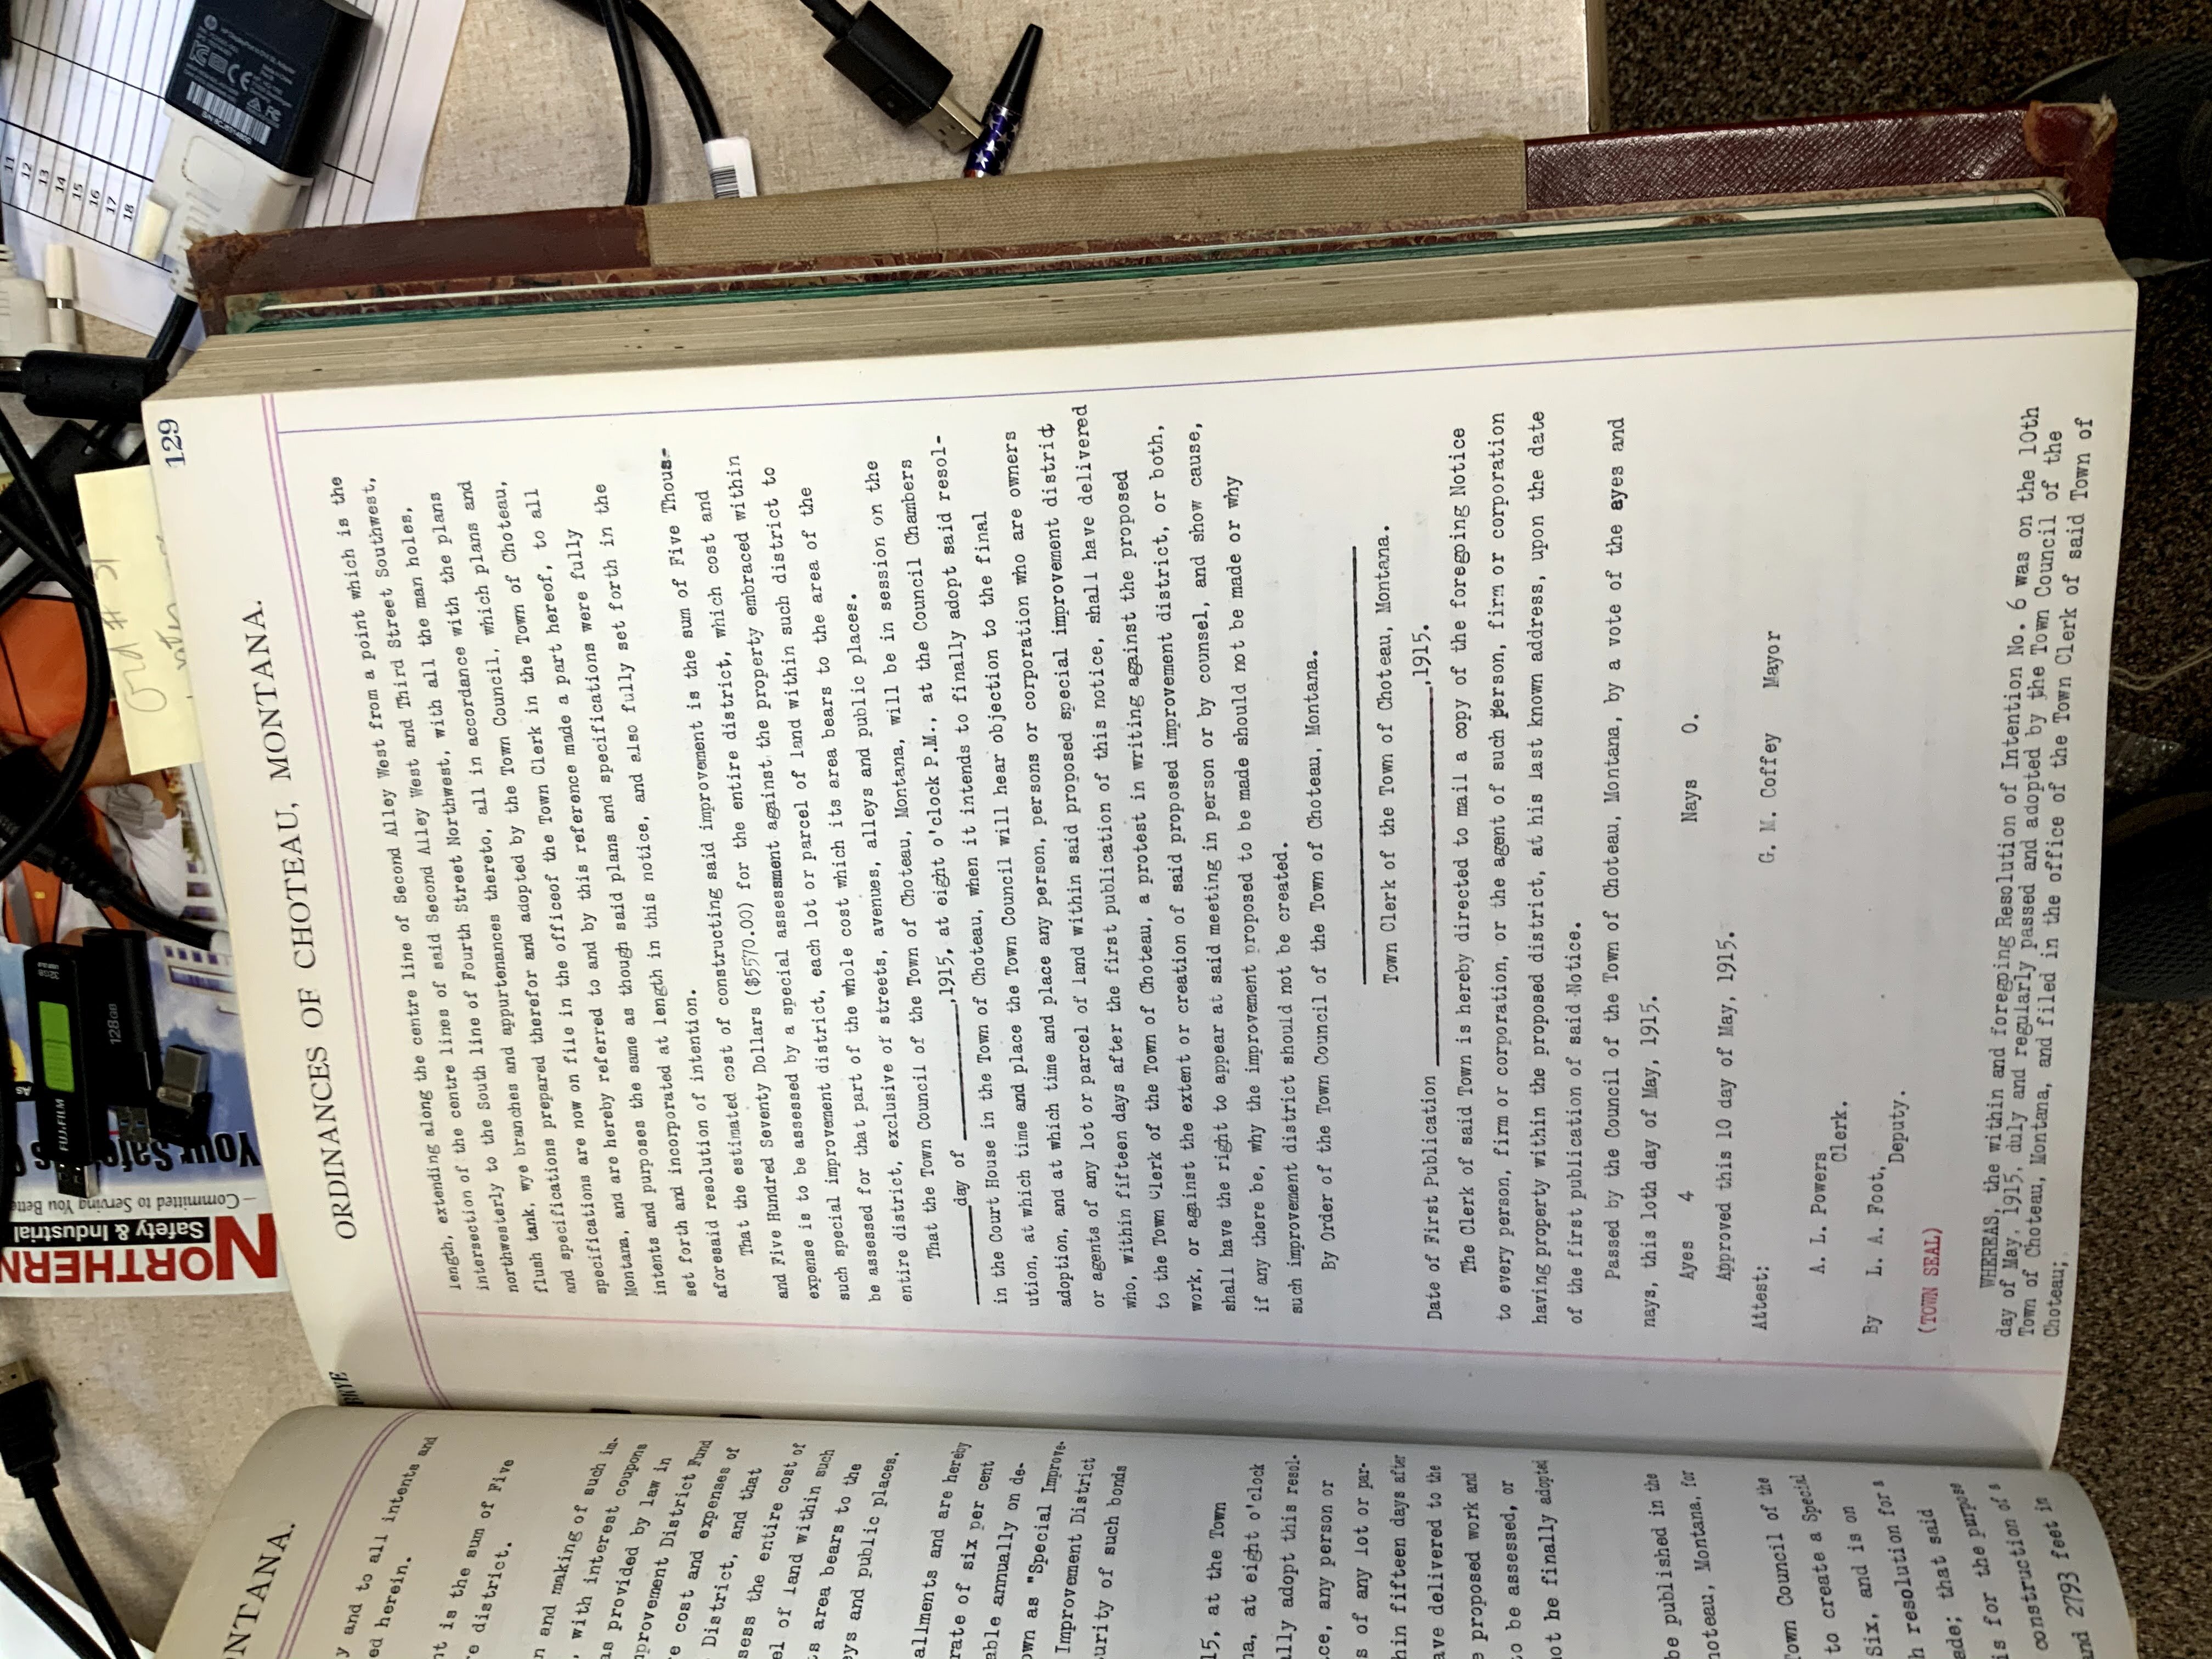 NTANA.
y and to all intents and
ed herein.
nt is the sum of Five
e district.
n and making of such in.
, with interest coupons
as provided by law in
provement District Fund
e cost and expenses of
District, and that
sess the entire cost of
el of land within such
ts area bears to the
eys and public places.
allments and are hereby
rate of six per cent
able annually on de-
own as "Special Improve-
Improvement District
urity of such bonds
15, at the Town
na, at eight o'clock
ally adopt this resol-
ce, any person or
s of any lot or par-
hin fifteen days after
ave delivered to the
e proposed work and
to be assessed, or
not be finally adopted
be published in the
hoteau, Montana, for
Town Council of the
to create a Special
Six, and is on
h resolution for a
ade; that said
is for the purpose
construction of a
and 2793 feet in
ORDINANCES OF CHOTEAU, MONTANA.
129
length, extending along the centre line of Second Alley West from a point which is the
intersection of the centre lines of said Second Alley West and Third Street Southwest,
northwesterly to the South line of Fourth Street Northwest, with all the man holes,
flush tank, wye branches and appurtenances thereto, all in accordance with the plans
and specifications prepared therefor and adopted by the Town Council, which plans and
specifications are now on file in the officeof the Town Clerk in the Town of Choteau,
Montana, and are hereby referred to and by this reference made a part hereof, to all
intents and purposes the same as though said plans and specifications were fully
set forth and incorporated at length in this notice, and also fully set forth in the
aforesaid resolution of intention.
That the estimated cost of constructing said improvement is the sum of Five Thous-
and Five Hundred Seventy Dollars ($5570.00) for the entire district, which cost and
expense is to be assessed by a special assessment against the property embraced within
such special improvement district, each lot or parcel of land within such district to
be assessed for that part of the whole cost which its area bears to the area of the
entire district, exclusive of streets, avenues, alleys and public places.
That the Town Council of the Town of Choteau, Montana, will be in session on the
day of ,1915, at eight o'clock P.M., at the Council Chambers
in the Court House in the Town of Choteau, when it intends to finally adopt said resol-
ution, at which time and place the Town Council will hear objection to the final
adoption, and at which time and place any person, persons or corporation who are owners
or agents of any lot or parcel of land within said proposed special improvement district
who, within fifteen days after the first publication of this notice, shall have delivered
to the Town Clerk of the Town of Choteau, a protest in writing against the proposed
work, or against the extent or creation of said proposed improvement district, or both,
shall have the right to appear at said meeting in person or by counsel, and show cause,
if any there be, why the improvement proposed to be made should not be made or why
such improvement district should not be created.
By Order of the Town Council of the Town of Choteau, Montana.
Town Clerk of the Town of Choteau, Montana.
Date of First Publication ,1915.
The Clerk of said Town is hereby directed to mail a copy of the foregoing Notice
to every person, firm or corporation, or the agent of such person, firm or corporation
having property within the proposed district, at his last known address, upon the date
of the first publication of said Notice.
Passed by the Council of the Town of Choteau, Montana, by a vote of the ayes and
nays, this 1oth day of May, 1915.
Ayes 4 Nays 0.
Approved this 10 day of May, 1915.
G. M. Coffey Mayor
Attest:
A. L. Powers
Clerk.
By L. A. Foot,
Deputy.
(TOWN SEAL)
WHEREAS, the within and foregoing Resolution of Intention No. 6 was on the 10th
day of May, 1915, duly and regularly passed and adopted by the Town Council of the
Town of Choteau, Montana, and filed in the office of the Town Clerk of said Town of
Choteau;
NORTHERN
Safety & Industrial
— Committed to Serving You Bette
Your Safe
As
FUJIFILM
128GB
32GB
Ord #
11
12
13
14
15
16
17
18